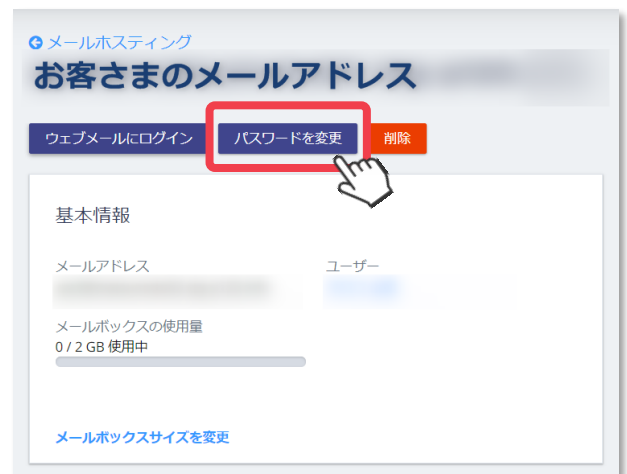 メールホスティング
お客さまのメールアドレス
ウェブメールにログイン パスワードを変更 削除
基本情報
メールアドレス ユーザー
メールボックスの使用量
0 / 2 GB 使用中
メールボックスサイズを変更